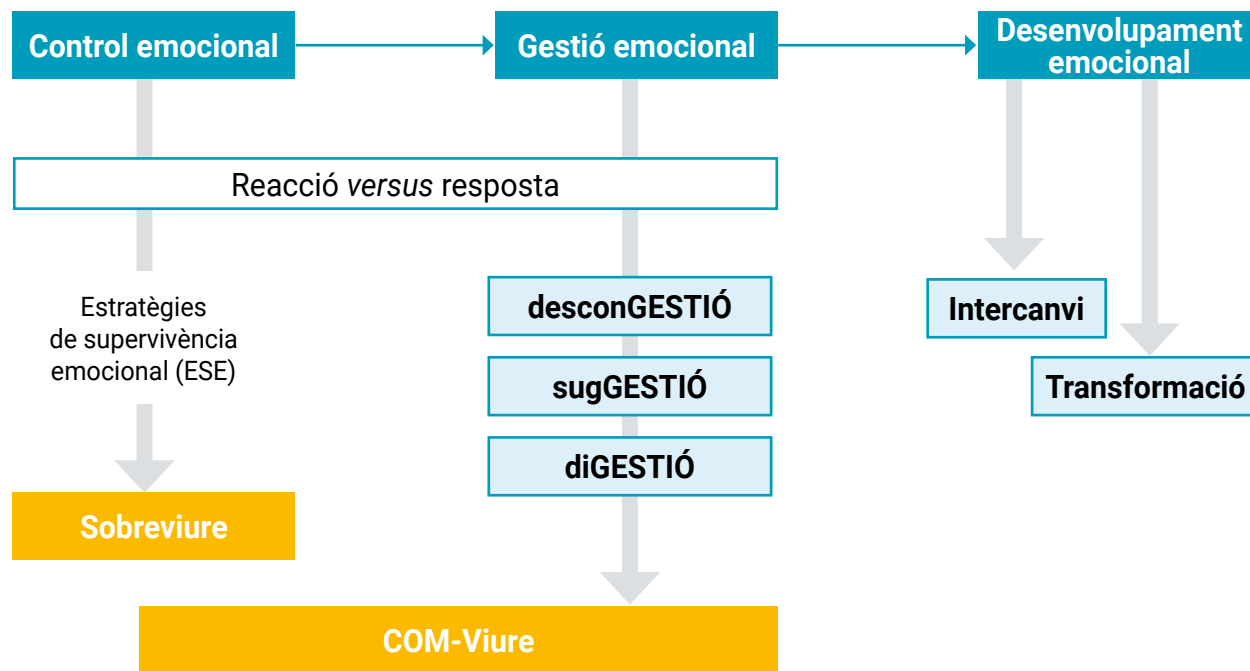 Control emocional
Gestió emocional
Desenvolupament
emocional
Reacció versus resposta
Estratègies
de supervivència
emocional (ESE)
desconGESTIÓ
sugGESTIÓ
diGESTIÓ
Intercanvi
Transformació
Sobreviure
COM-Viure